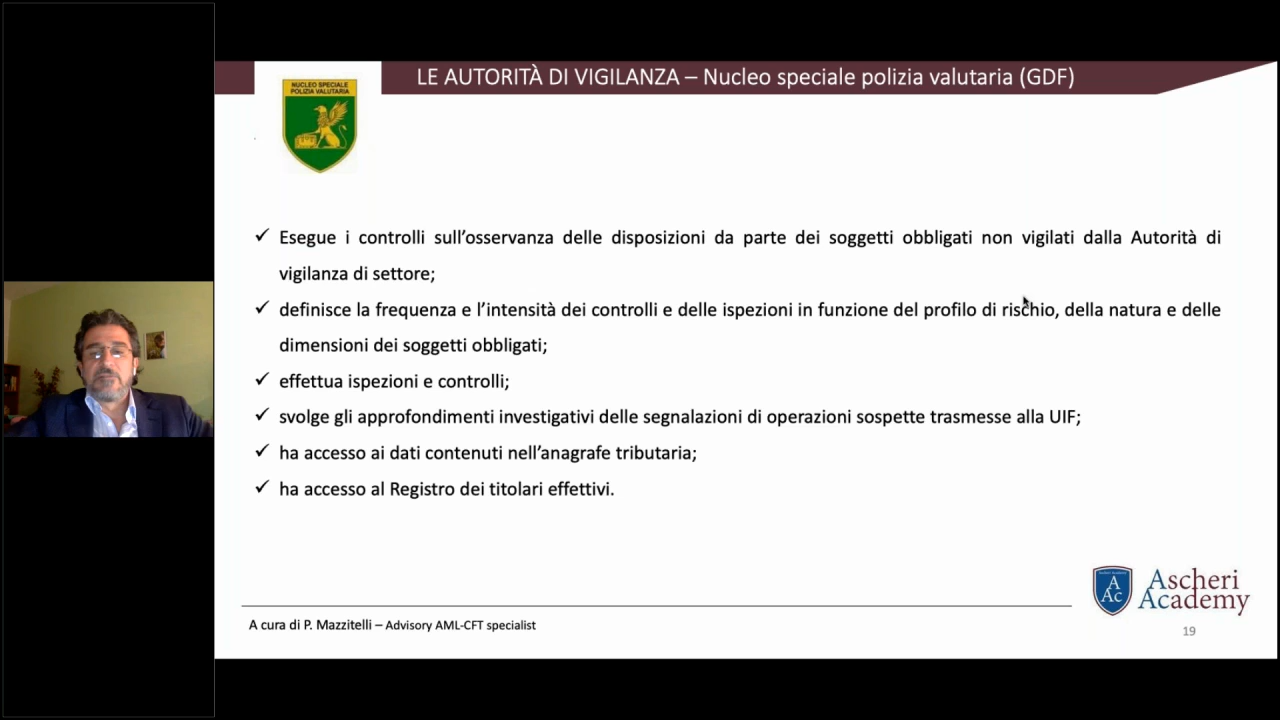 LE AUTORITÀ DI VIGILANZA – Nucleo speciale polizia valutaria (GDF)
NUCLEO SPECIALE
POLIZIA VALUTARIA
✓ Esegue i controlli sull'osservanza delle disposizioni da parte dei soggetti obbligati non vigilati dalla Autorità di
vigilanza di settore;
✓ definisce la frequenza e l'intensità dei controlli e delle ispezioni in funzione del profilo di rischio, della natura e delle
dimensioni dei soggetti obbligati;
✓ effettua ispezioni e controlli;
✓ svolge gli approfondimenti investigativi delle segnalazioni di operazioni sospette trasmesse alla UIF;
✓ ha accesso ai dati contenuti nell'anagrafe tributaria;
✓ ha accesso al Registro dei titolari effettivi.
A
Ac
Ascheri
Academy
A cura di P. Mazzitelli – Advisory AML-CFT specialist
19